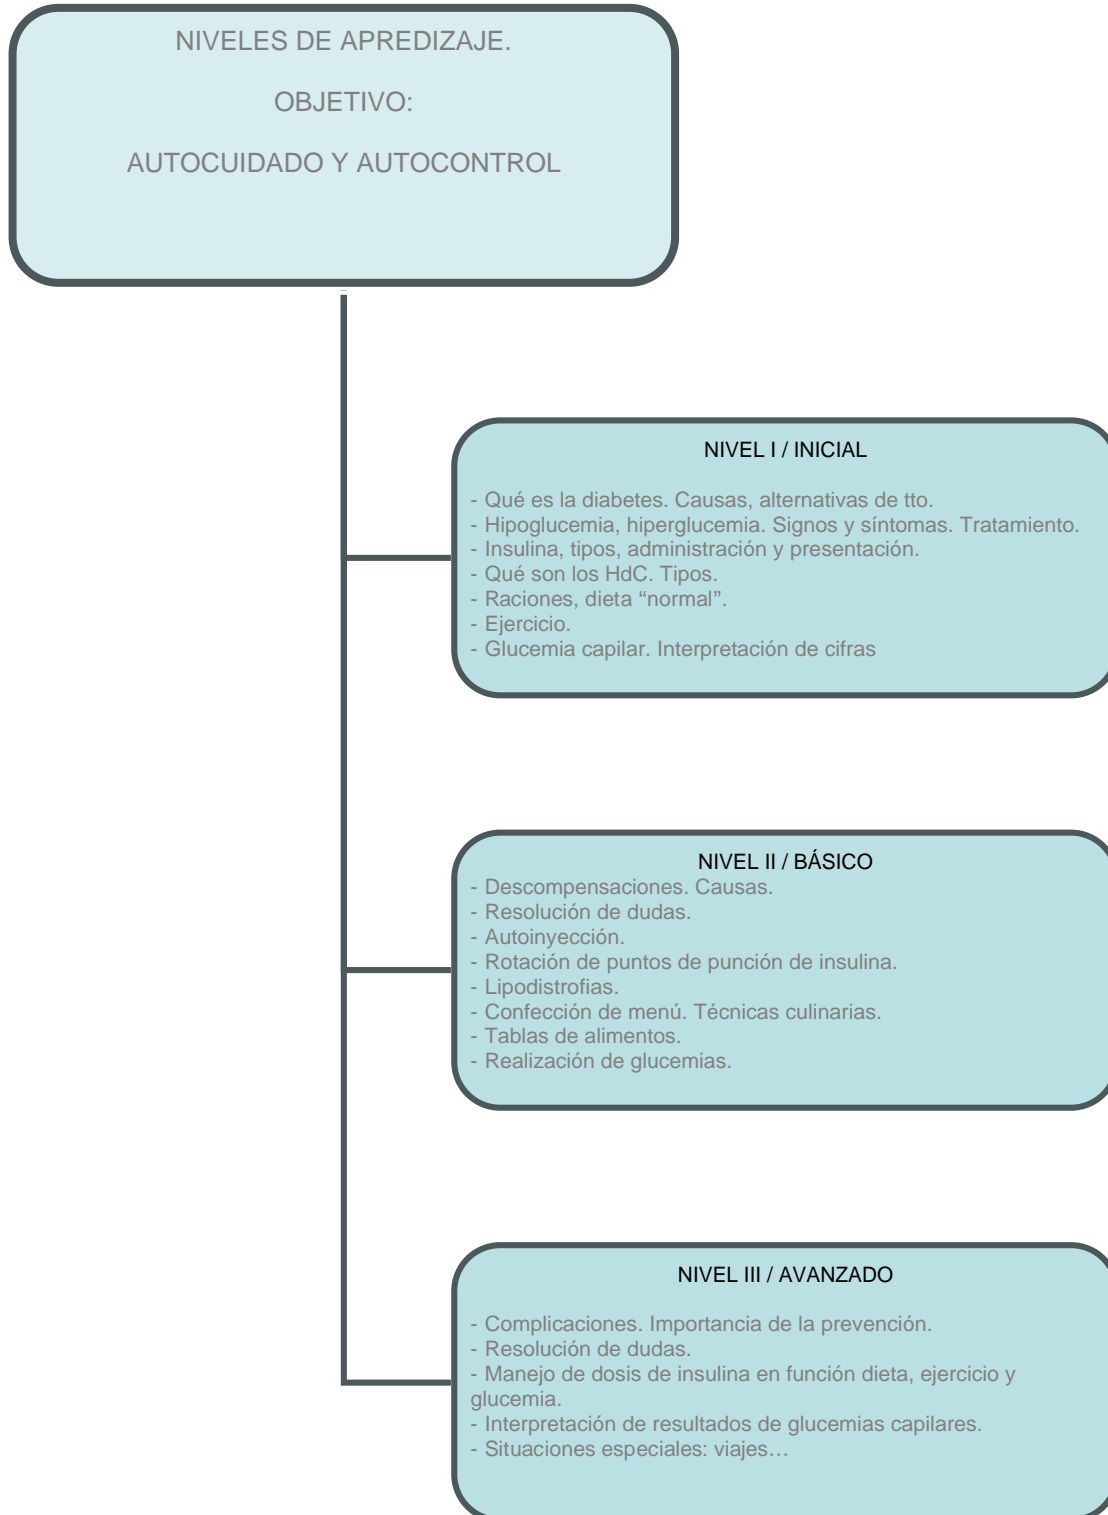 NIVELES DE APREDIZAJE.
OBJETIVO:
AUTOCUIDADO Y AUTOCONTROL
NIVEL I / INICIAL
- Qué es la diabetes. Causas, alternativas de tto.
- Hipoglucemia, hiperglucemia. Signos y síntomas. Tratamiento.
- Insulina, tipos, administración y presentación.
- Qué son los HdC. Tipos.
- Raciones, dieta “normal”.
- Ejercicio.
- Glucemia capilar. Interpretación de cifras
NIVEL II / BÁSICO
- Descompensaciones. Causas.
- Resolución de dudas.
- Autoinyección.
- Rotación de puntos de punción de insulina.
- Lipodistrofias.
- Confección de menú. Técnicas culinarias.
- Tablas de alimentos.
- Realización de glucemias.
NIVEL III / AVANZADO
- Complicaciones. Importancia de la prevención.
- Resolución de dudas.
- Manejo de dosis de insulina en función dieta, ejercicio y
glucemia.
- Interpretación de resultados de glucemias capilares.
- Situaciones especiales: viajes…